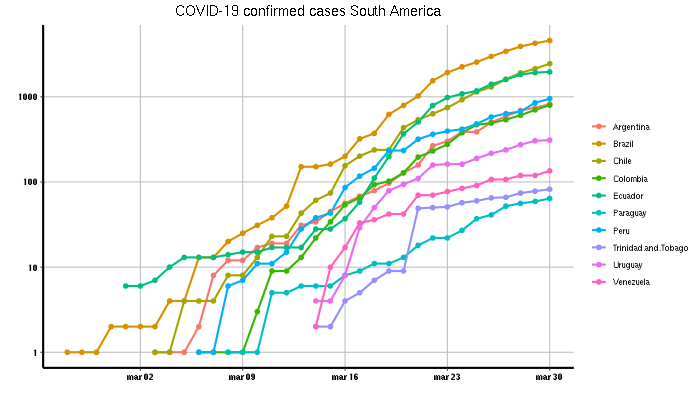 COVID-19 confirmed cases South America
1000
100
10
1
mar 02
mar 09
mar 16
mar 23
mar 30
Argentina
Brazil
Chile
Colombia
Ecuador
Paraguay
Peru
Trinidad.and.Tobago
Uruguay
Venezuela